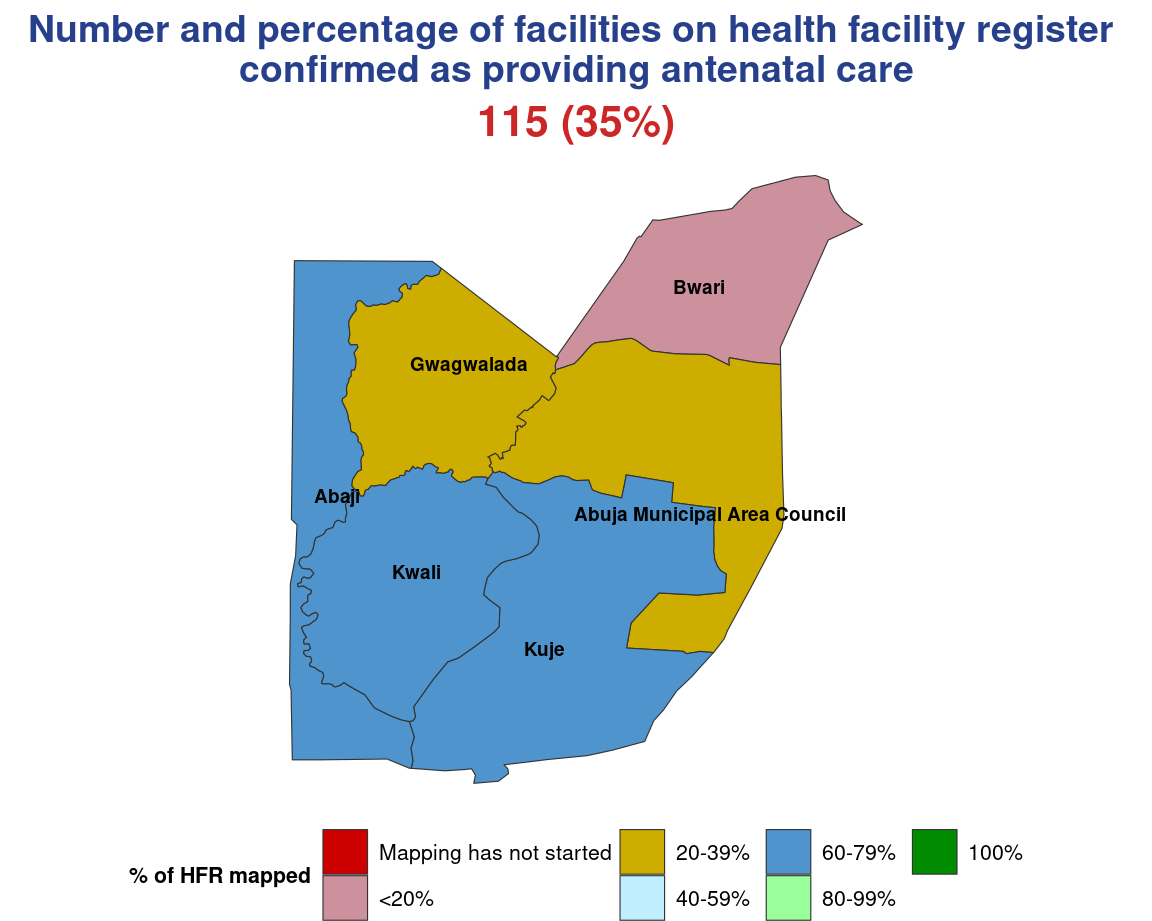 Number and percentage of facilities on health facility register
confirmed as providing antenatal care
115 (35%)
Bwari
Gwagwalada
Abaji
Abuja Municipal Area Council
Kwali
Kuje
% of HFR mapped
Mapping has not started
<20%
20-39%
40-59%
60-79%
80-99%
100%